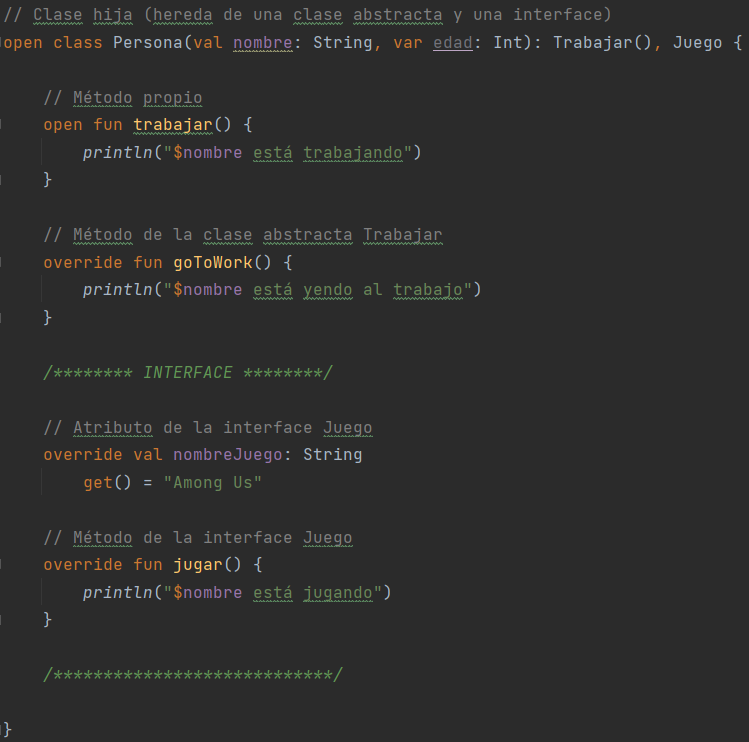 // Clase hija (hereda de una clase abstracta y una interface)
open class Persona(val nombre: String, var edad: Int): Trabajar(), Juego {
// Método propio
open fun trabajar() {
println("$nombre está trabajando")
}
// Método de la clase abstracta Trabajar
override fun goToWork() {
println("$nombre está yendo al trabajo")
}
/******** INTERFACE ********/
// Atributo de la interface Juego
override val nombreJuego: String
get() = "Among Us"
// Método de la interface Juego
override fun jugar() {
println("$nombre está jugando")
}
/****************************/
}